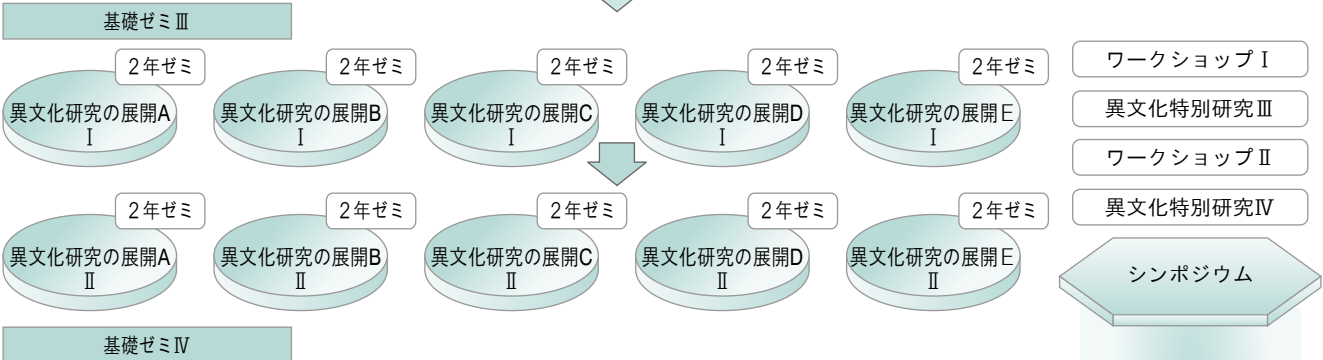 基礎ゼミⅢ
2年ゼミ
2年ゼミ
2年ゼミ
2年ゼミ
2年ゼミ
異文化研究の展開A
Ⅰ
異文化研究の展開B
Ⅰ
異文化研究の展開C
Ⅰ
異文化研究の展開D
Ⅰ
異文化研究の展開E
Ⅰ
2年ゼミ
2年ゼミ
2年ゼミ
2年ゼミ
2年ゼミ
異文化研究の展開A
Ⅱ
異文化研究の展開B
Ⅱ
異文化研究の展開C
Ⅱ
異文化研究の展開D
Ⅱ
異文化研究の展開E
Ⅱ
基礎ゼミⅣ
ワークショップⅠ
異文化特別研究Ⅲ
ワークショップⅡ
異文化特別研究Ⅳ
シンポジウム